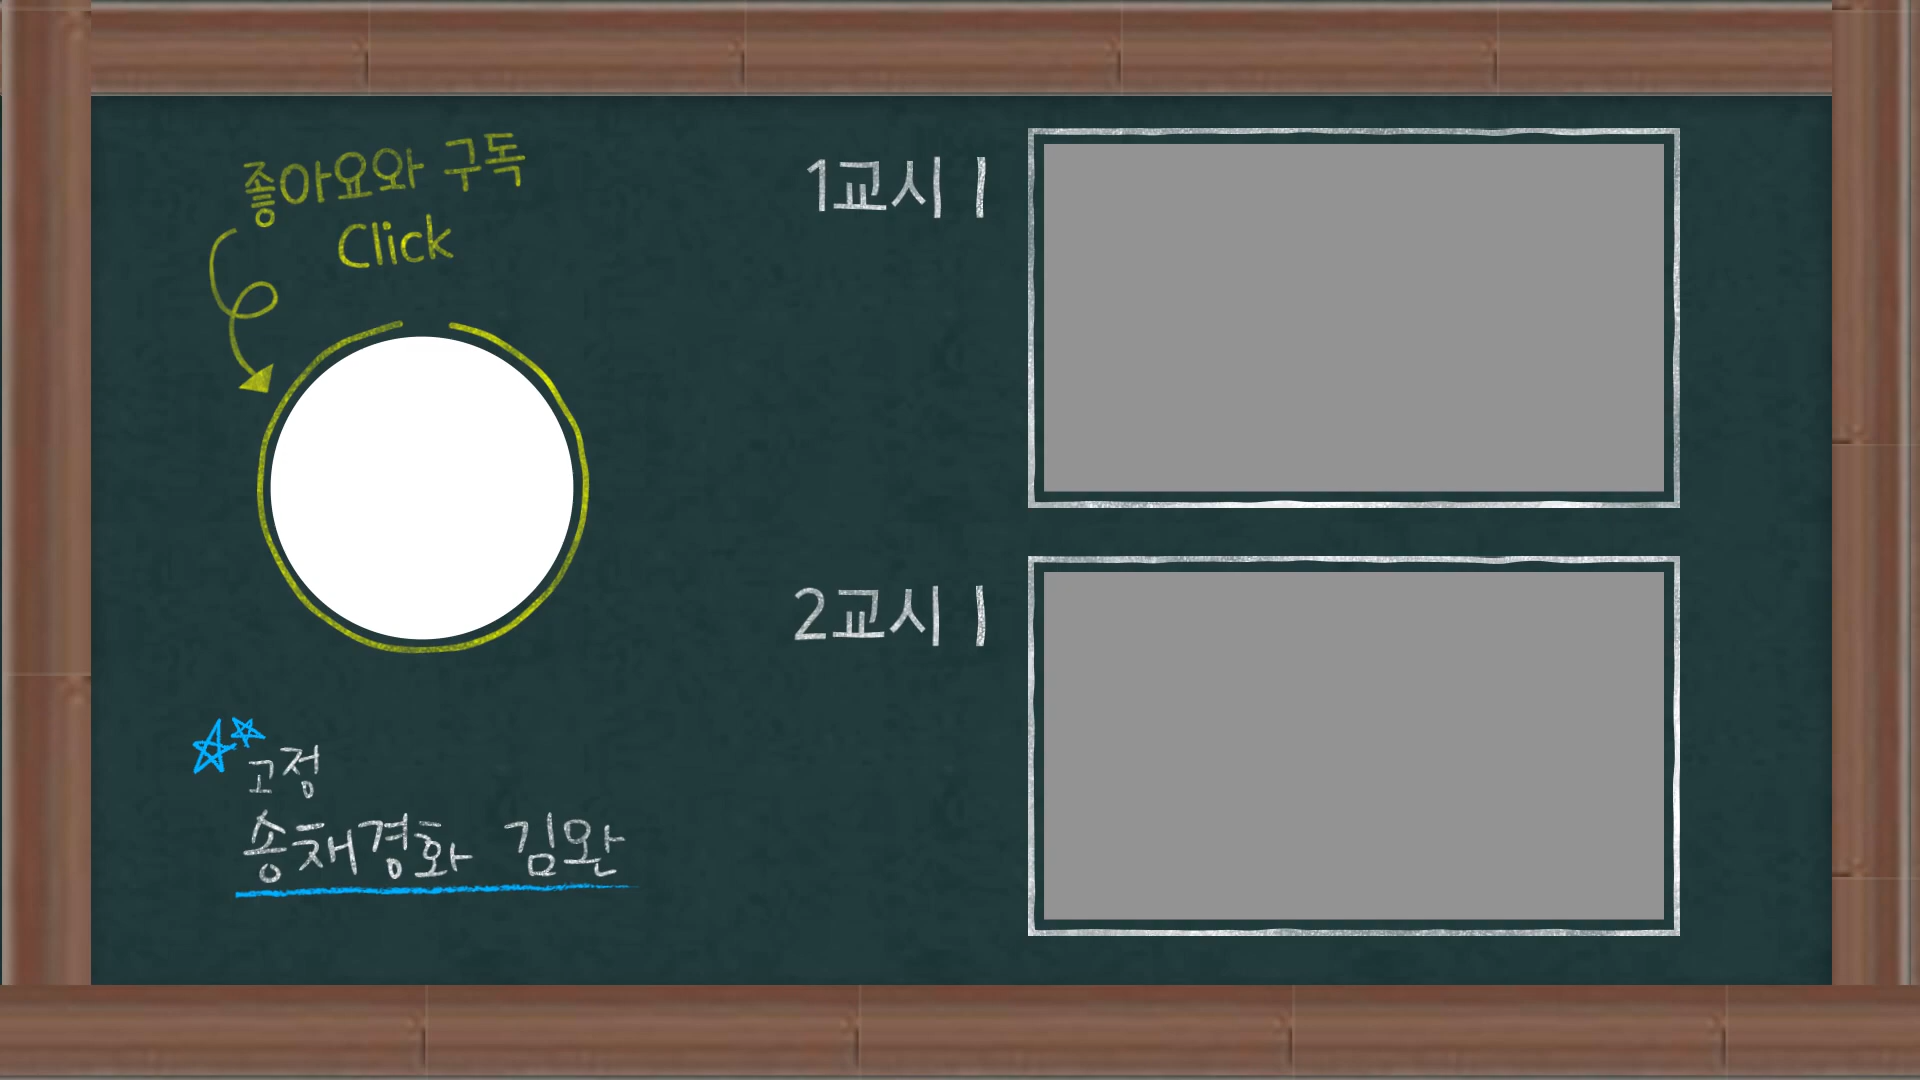 좋아요와 구독
Click
1교시 |
2교시 |
고정
송채경화 김완